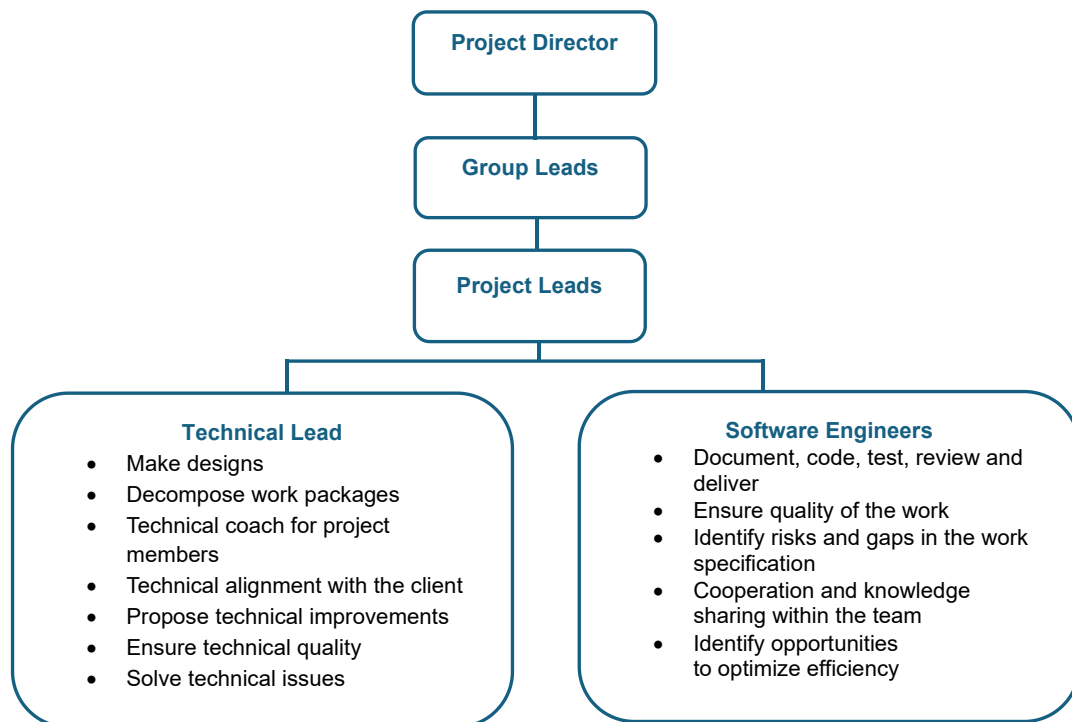 Project Director
Group Leads
Project Leads
Technical Lead
• Make designs
• Decompose work packages
• Technical coach for project
members
• Technical alignment with the client
• Propose technical improvements
• Ensure technical quality
• Solve technical issues
Software Engineers
• Document, code, test, review and
deliver
• Ensure quality of the work
• Identify risks and gaps in the work
specification
• Cooperation and knowledge
sharing within the team
• Identify opportunities
to optimize efficiency